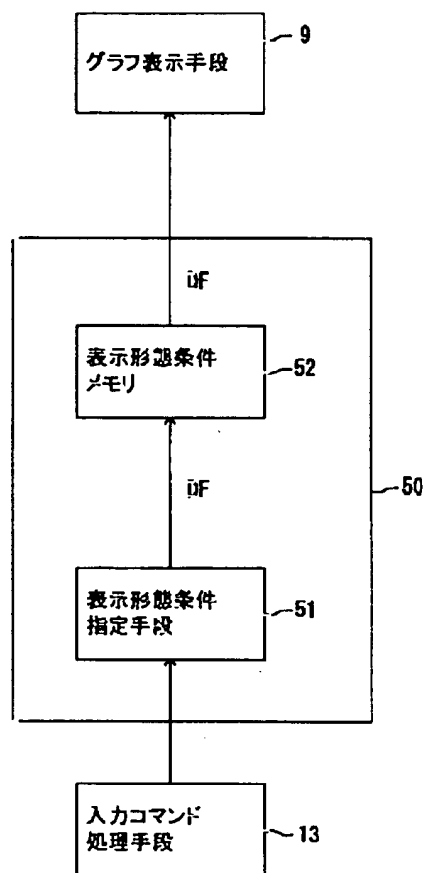 グラフ表示手段
9
DF
表示形態条件
メモリ
52
DF
50
表示形態条件
指定手段
51
入力コマンド
処理手段
13